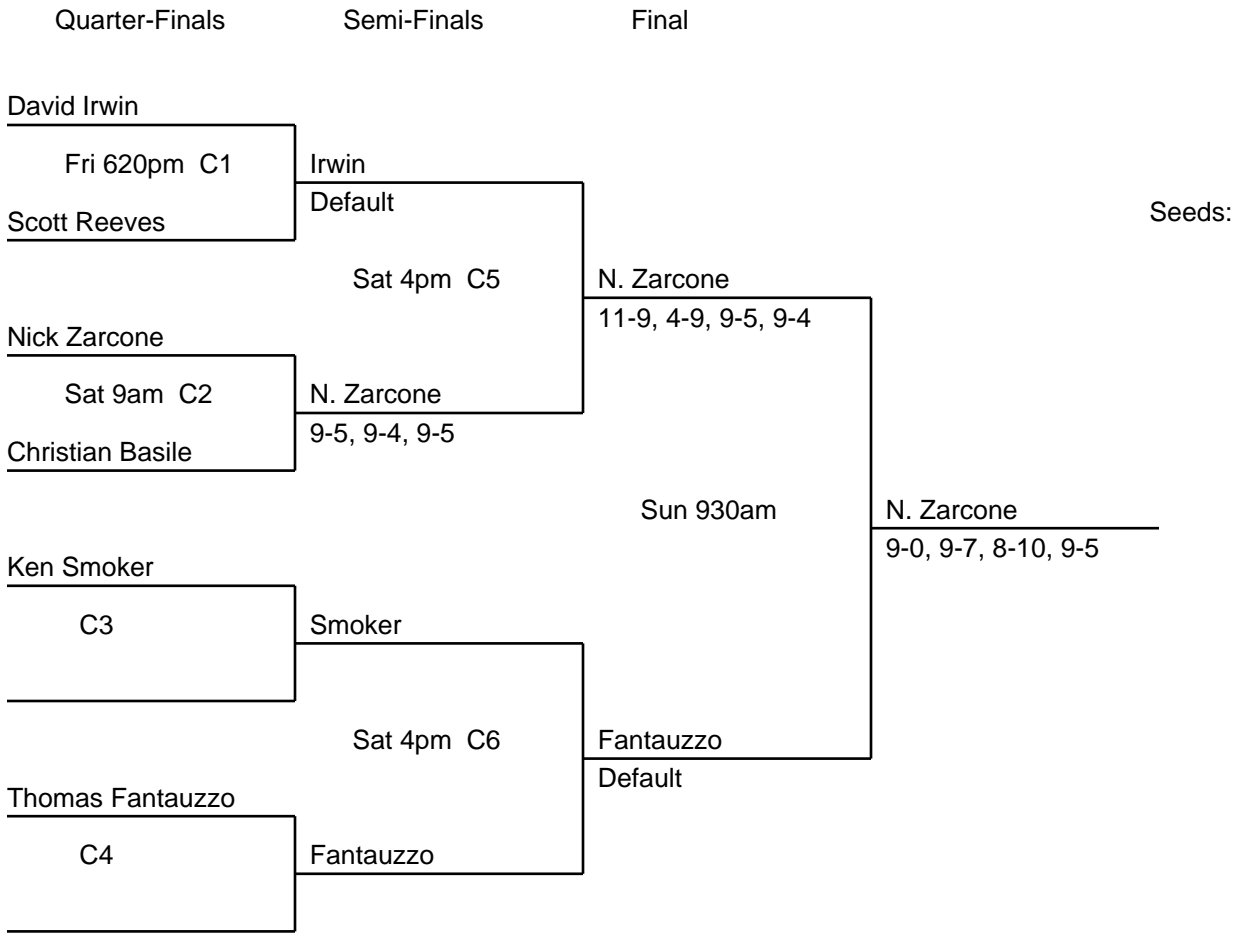 Quarter-Finals Semi-Finals Final
David Irwin
Fri 620pm C1 Irwin
Default
Scott Reeves Seeds:
Sat 4pm C5 N. Zarcone
11-9, 4-9, 9-5, 9-4
Nick Zarcone
Sat 9am C2 N. Zarcone
9-5, 9-4, 9-5
Christian Basile
Sun 930am N. Zarcone
9-0, 9-7, 8-10, 9-5
Ken Smoker
C3 Smoker
Sat 4pm C6 Fantauzzo
Default
Thomas Fantauzzo
C4 Fantauzzo